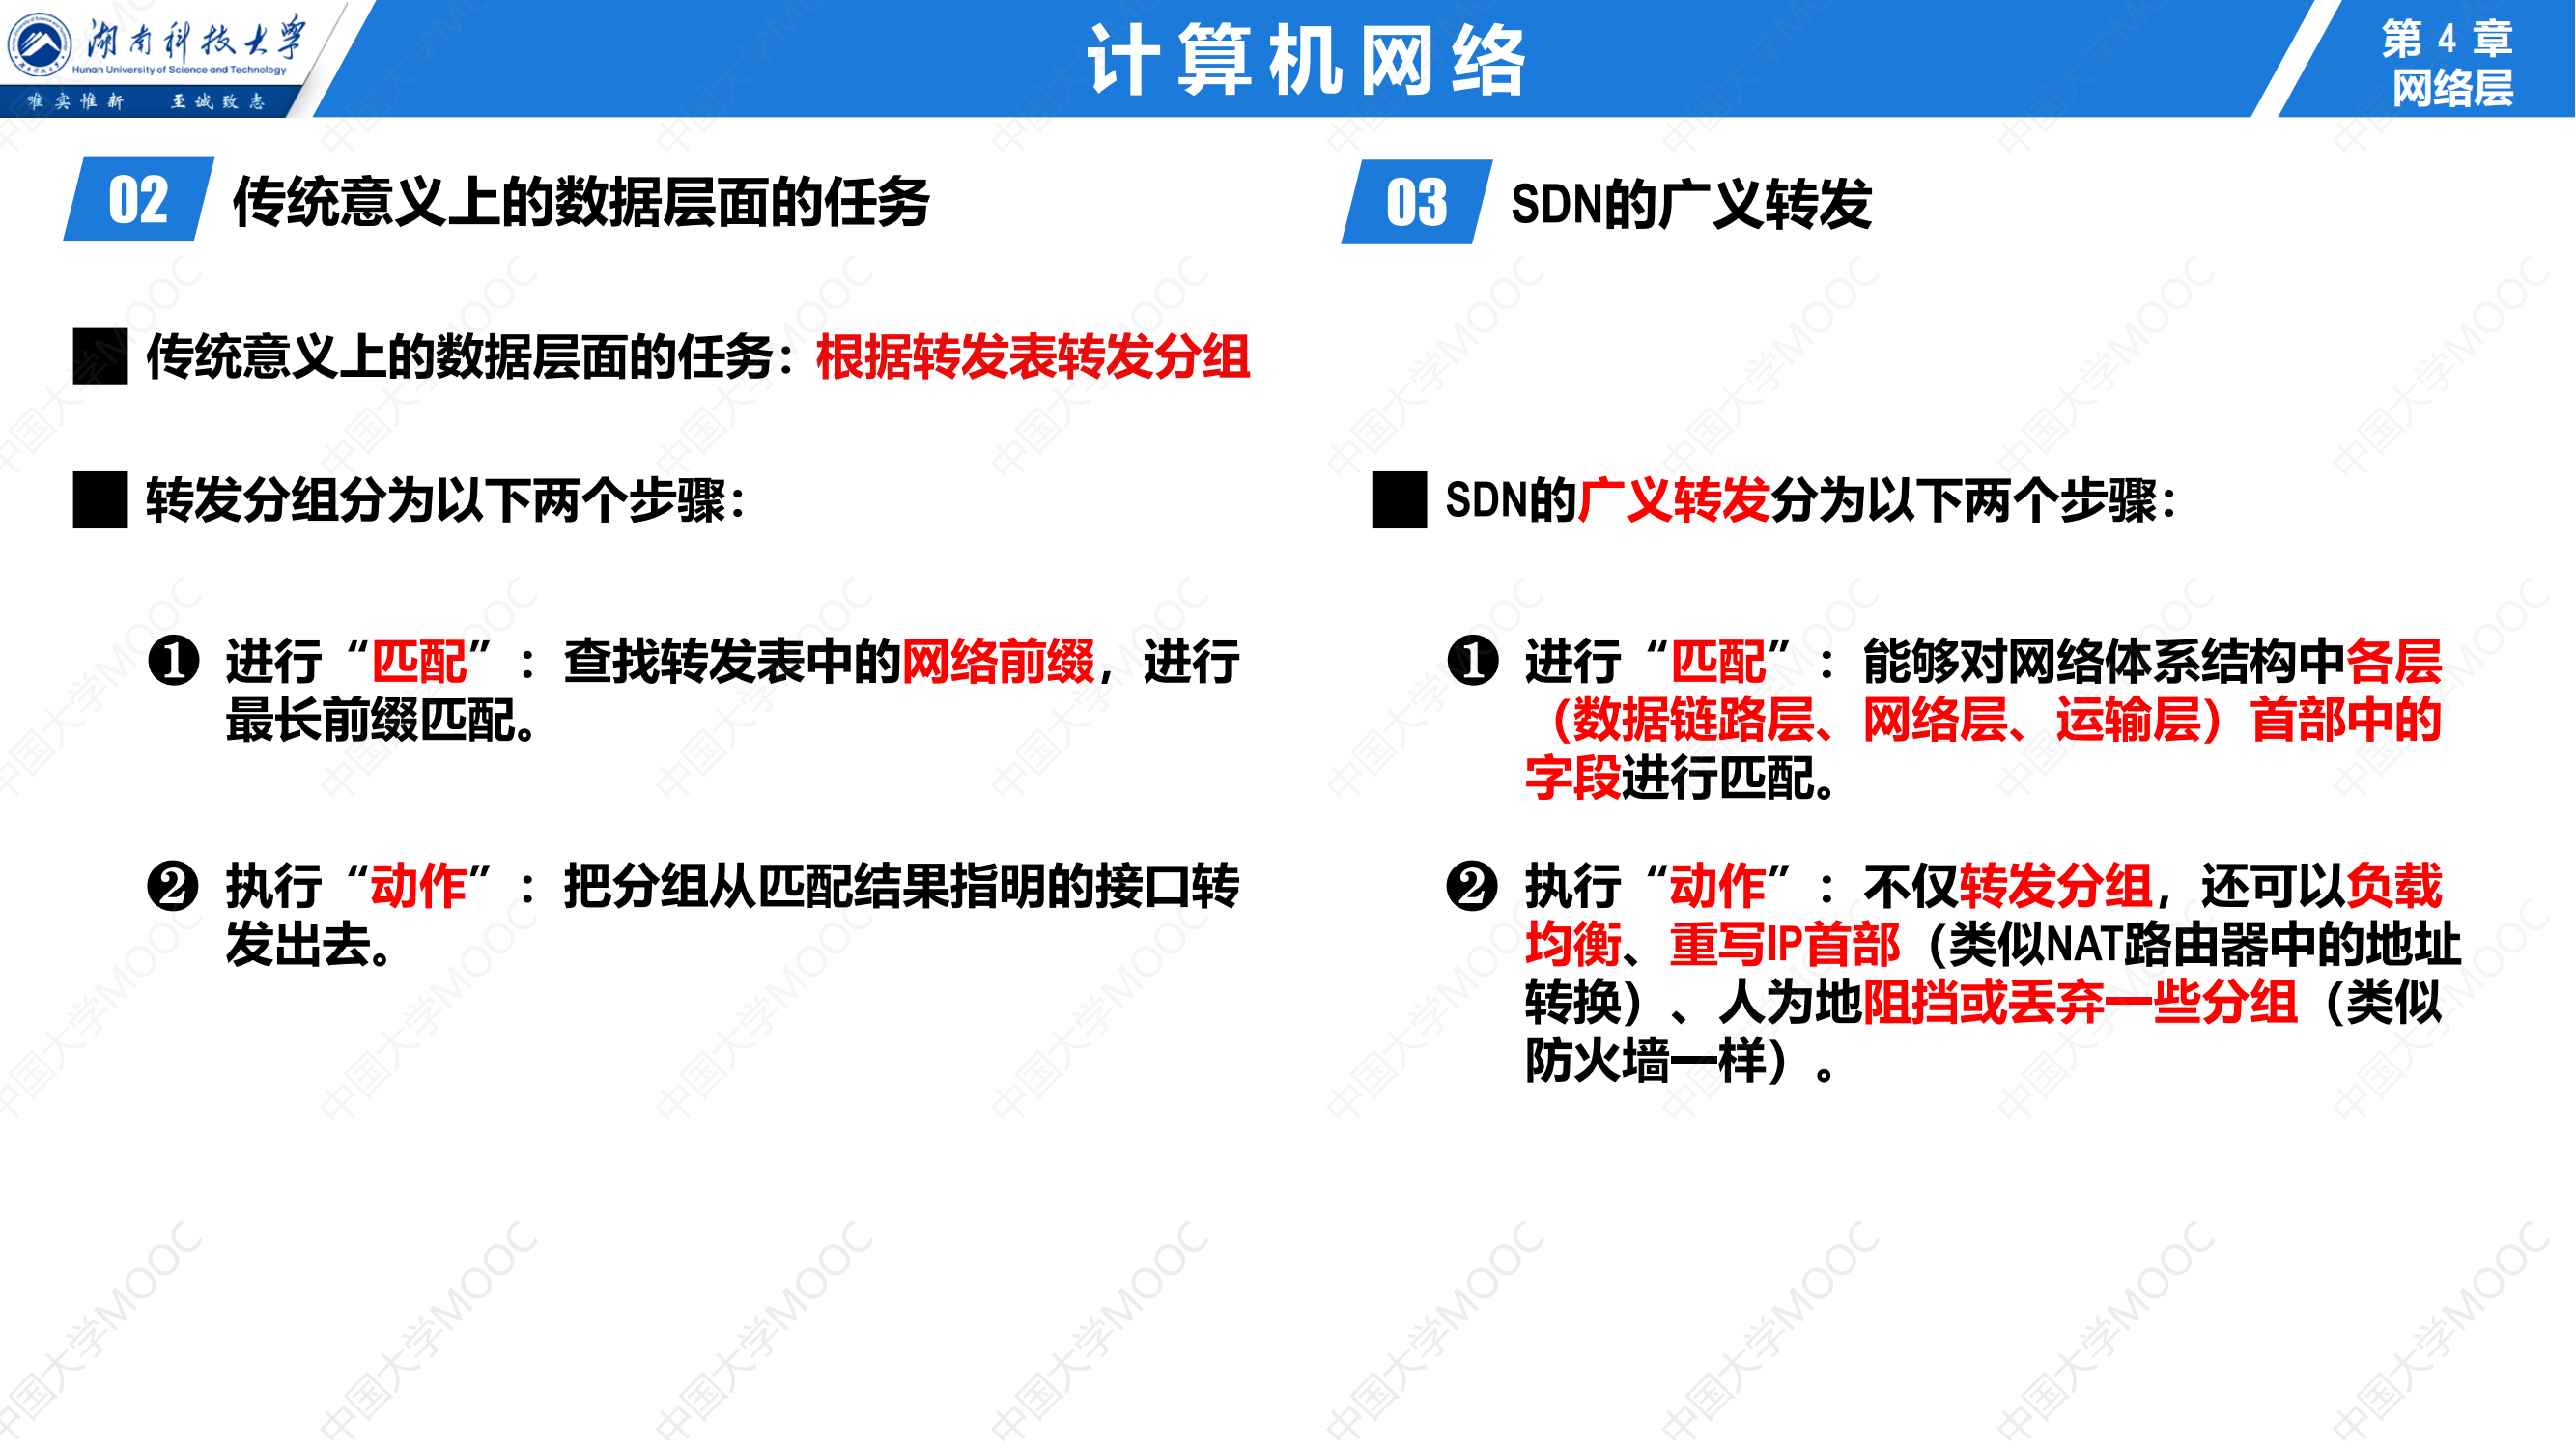 湖南科技大学
Hunan University of Science and Technology
唯实惟新 至诚致志
计算机网络
第 4 章
网络层
02 传统意义上的数据层面的任务
传统意义上的数据层面的任务：根据转发表转发分组
转发分组分为以下两个步骤：
❶ 进行“匹配”：查找转发表中的网络前缀，进行
最长前缀匹配。
❷ 执行“动作”：把分组从匹配结果指明的接口转
发出去。
03 SDN的广义转发
SDN的广义转发分为以下两个步骤：
❶ 进行“匹配”：能够对网络体系结构中各层
（数据链路层、网络层、运输层）首部中的
字段进行匹配。
❷ 执行“动作”：不仅转发分组，还可以负载
均衡、重写IP首部（类似NAT路由器中的地址
转换）、人为地阻挡或丢弃一些分组（类似
防火墙一样）。
中国大学MOOC